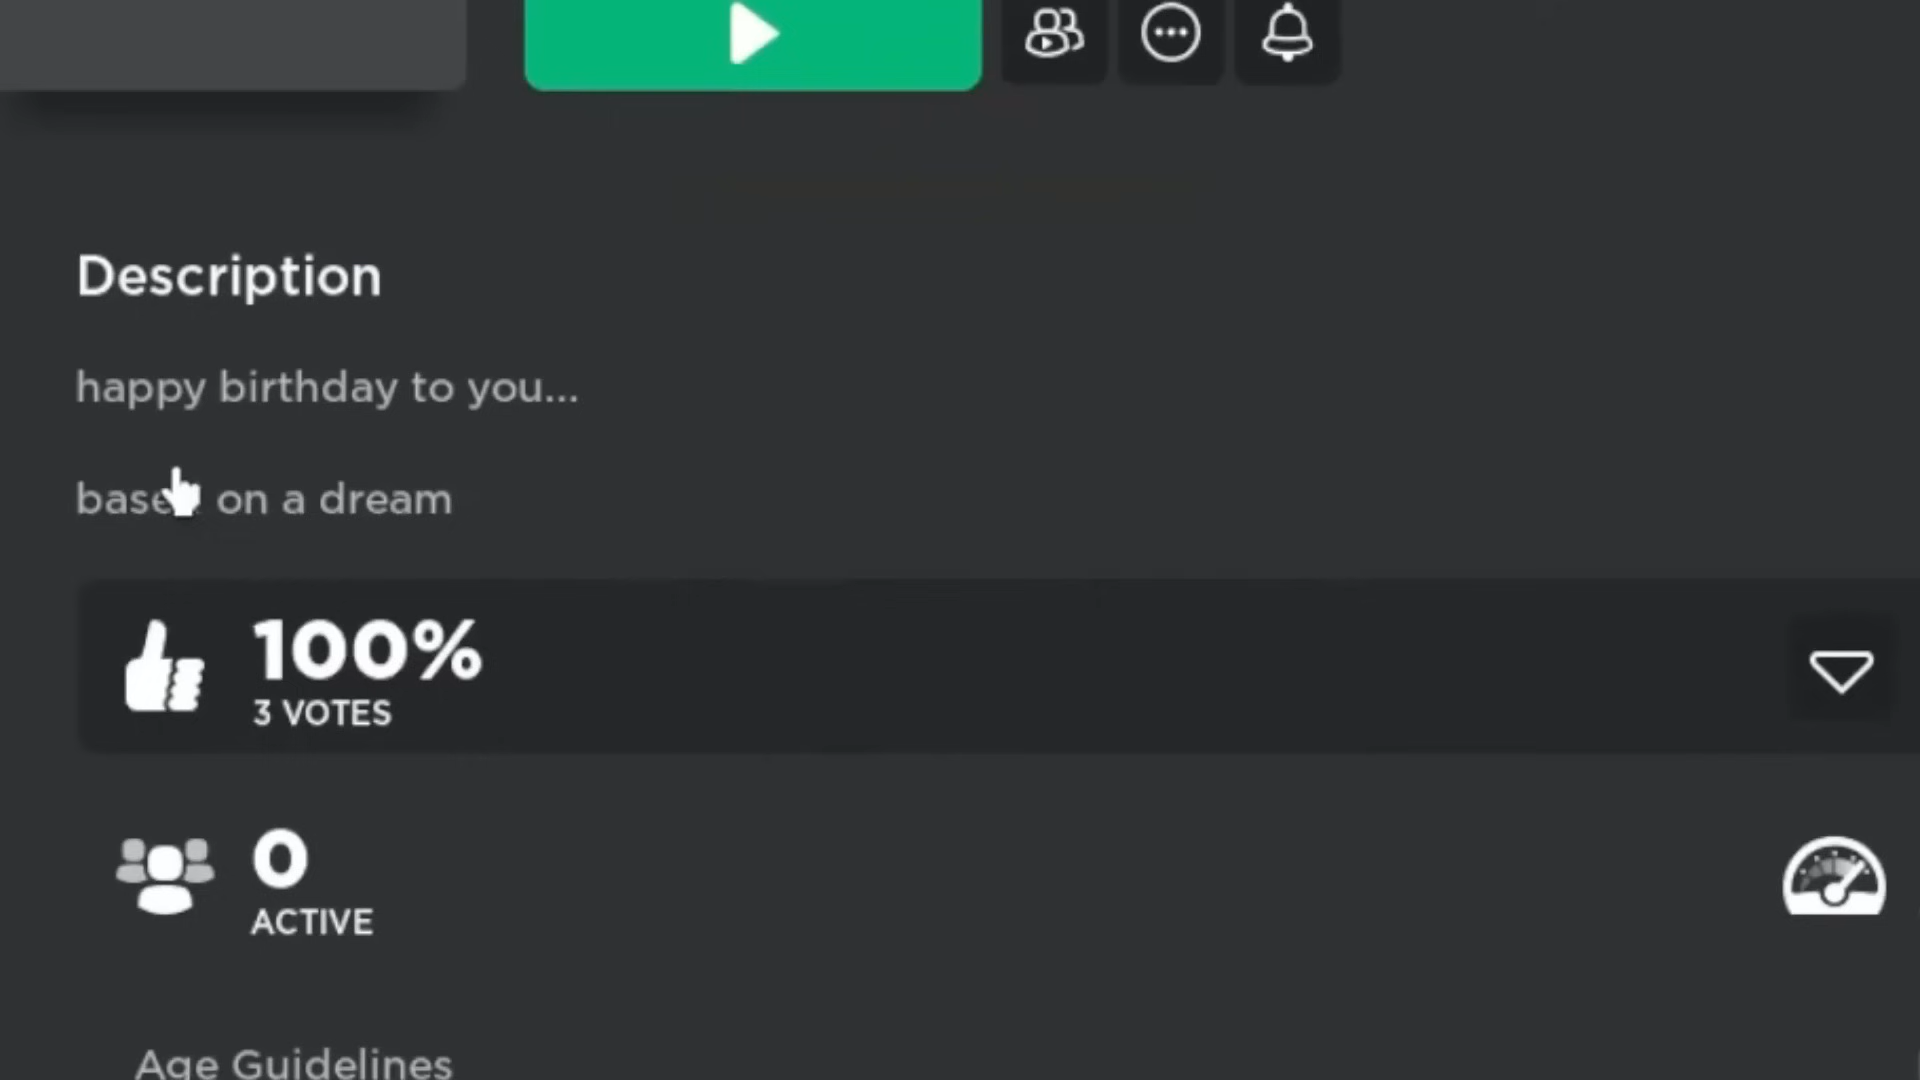 Description
happy birthday to you...
on a dream
100%
3 VOTES
0
ACTIVE
Age Guidelines